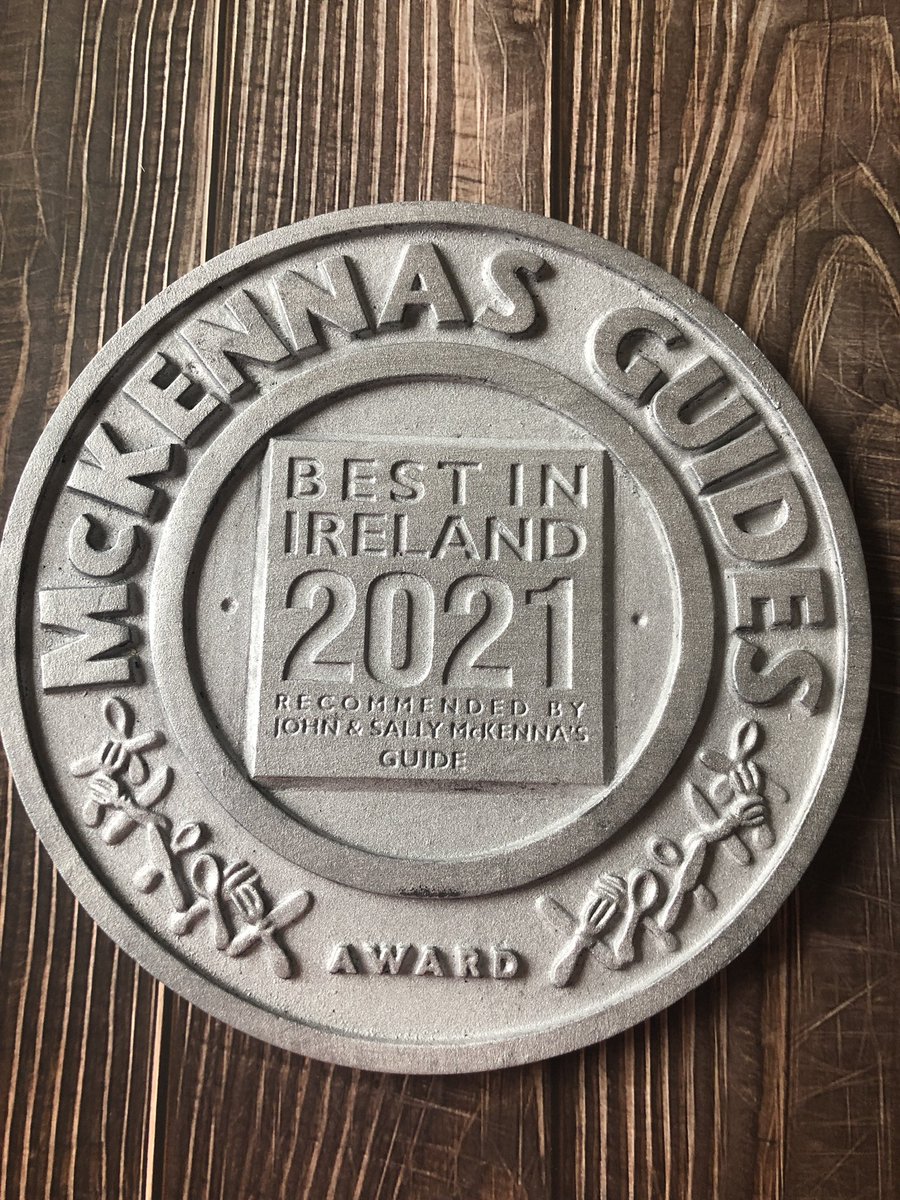 McKENNAS GUIDES
BEST IN
IRELAND
2021
RECOMMENDED BY
JOHN & SALLY McKENNA'S
GUIDE
AWARD